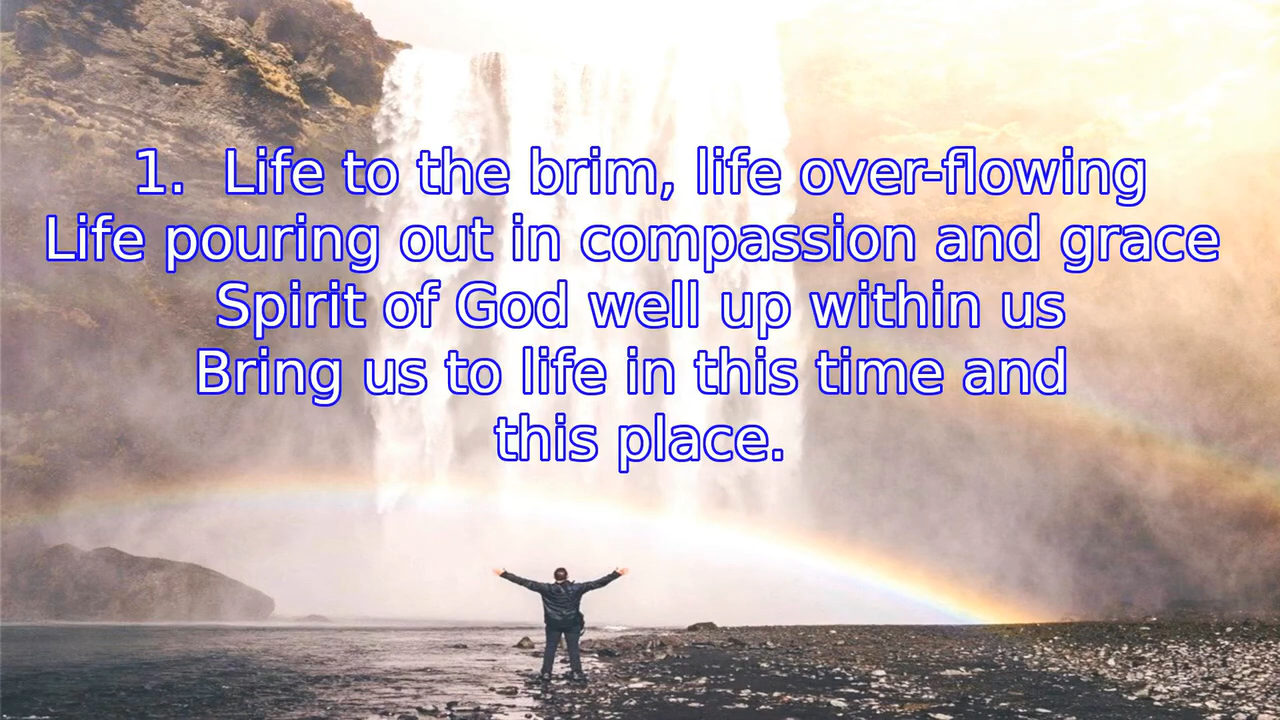 1.  Life to the brim, life over-flowing
Life pouring out in compassion and grace
Spirit of God well up within us
Bring us to life in this time and
this place.